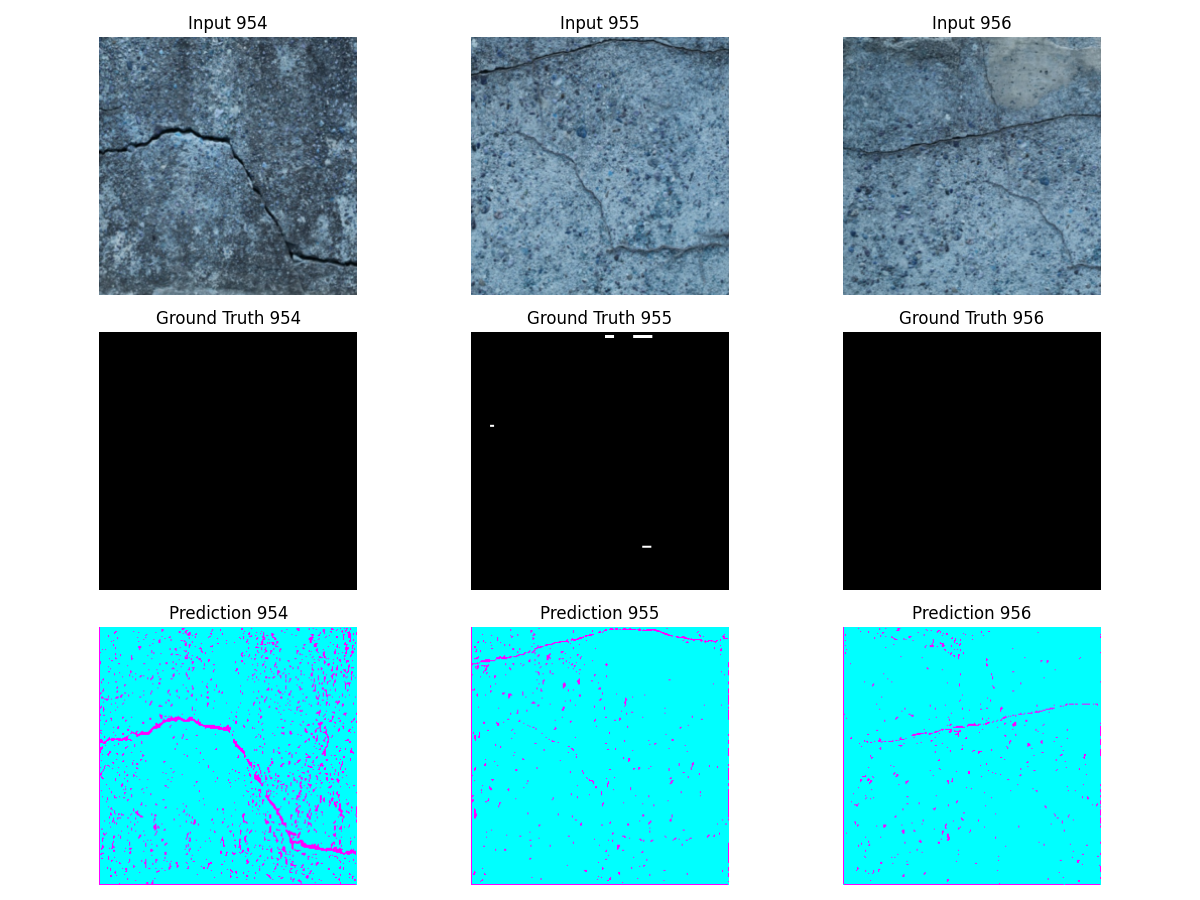 Input 954
Input 955
Input 956
Ground Truth 954
Ground Truth 955
Ground Truth 956
Prediction 954
Prediction 955
Prediction 956